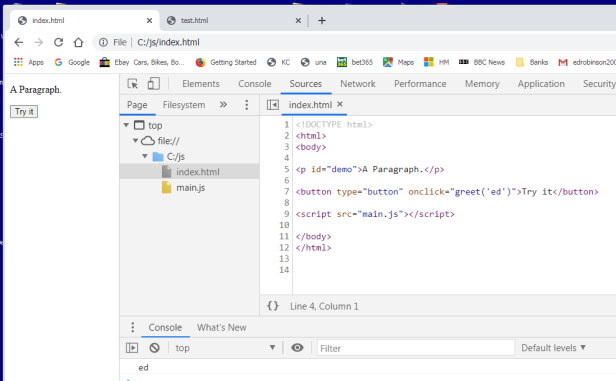 index.html × test.html × +
File | C:/js/index.html
Apps Google Ebay Cars, Bikes, Bo... Getting Started KC una bet365 Maps HM BBC News Banks edrobinson200
A Paragraph.
Try it
Elements Console Sources Network Performance Memory Application Security
Page Filesystem » index.html ×
top
file://
C:/js
index.html
main.js
1 <!DOCTYPE html>
2 <html>
3 <body>
4
5 <p id="demo">A Paragraph.</p>
6
7 <button type="button" onclick="greet('ed')">Try it</button>
8
9 <script src="main.js"></script>
10
11 </body>
12 </html>
13
14
{} Line 4, Column 1
Console What's New
top Filter Default levels ▼
ed